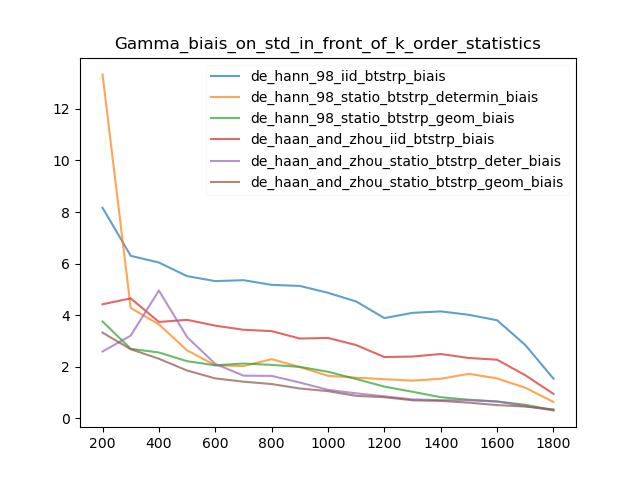 Gamma_biais_on_std_in_front_of_k_order_statistics
de_hann_98_iid_btstrp_biais
de_hann_98_statio_btstrp_determin_biais
de_hann_98_statio_btstrp_geom_biais
de_haan_and_zhou_iid_btstrp_biais
de_haan_and_zhou_statio_btstrp_deter_biais
de_haan_and_zhou_statio_btstrp_geom_biais
12
10
8
6
4
2
0
200 400 600 800 1000 1200 1400 1600 1800